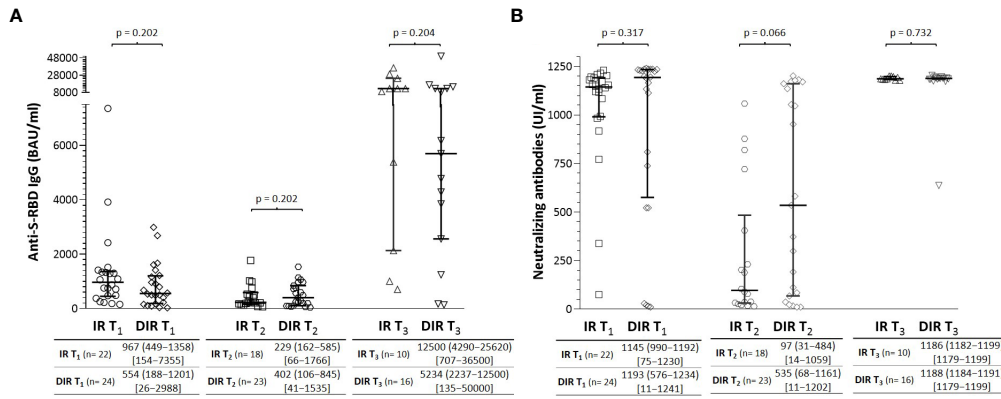 A
p = 0.202
p = 0.204
48000
28000
8000
6000
4000
2000
0
Anti-S-RBD IgG (BAU/ml)
p = 0.202
IR T1
DIR T1
IR T2
DIR T2
IR T3
DIR T3
IR T1 (n= 22)
967 (449–1358)
[154–7355]
DIR T1 (n= 24)
554 (188–1201)
[26–2988]
IR T2 (n= 18)
229 (162–585)
[66–1766]
DIR T2 (n= 23)
402 (106–845)
[41–1535]
IR T3 (n= 10)
12500 (4290–25620)
[707–36500]
DIR T3 (n= 16)
5234 (2237–12500)
[135–50000]
B
p = 0.317
p = 0.066
p = 0.732
1250
1000
750
500
250
0
Neutralizing antibodies (UI/ml)
IR T1
DIR T1
IR T2
DIR T2
IR T3
DIR T3
IR T1 (n= 22)
1145 (990–1192)
[75–1230]
DIR T1 (n= 24)
1193 (576–1234)
[11–1241]
IR T2 (n= 18)
97 (31–484)
[14–1059]
DIR T2 (n= 23)
535 (68–1161)
[11–1202]
IR T3 (n= 10)
1186 (1182–1199
[1179–1199]
DIR T3 (n= 16)
1188 (1184–1191
[1179–1199]